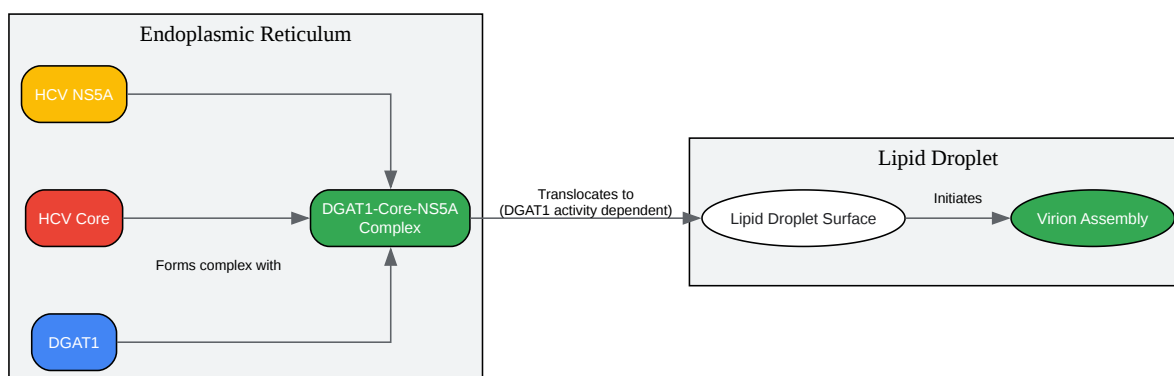 Endoplasmic Reticulum
HCV NS5A
HCV Core
DGAT1-Core-NS5A
Complex
Forms complex with
DGAT1
Translocates to
(DGAT1 activity dependent)
Lipid Droplet
Lipid Droplet Surface
Initiates
Virion Assembly